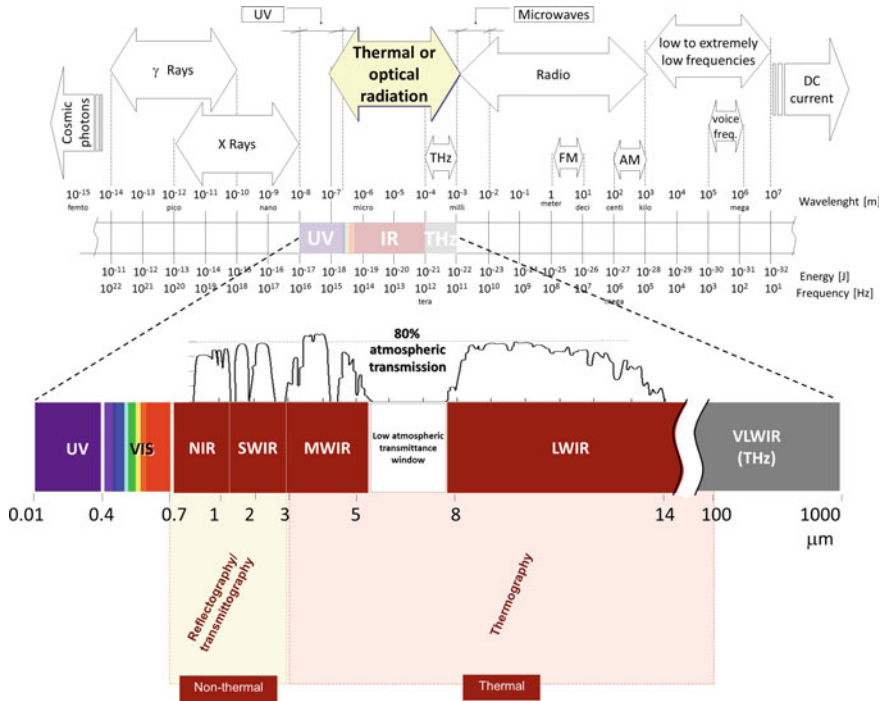 UV
Microwaves
Thermal or
optical
radiation
low to extremely
low frequencies
γ Rays
Radio
DC
current
Cosmic
photons
X Rays
voice
freq.
THz
FM
AM
10⁻¹⁵ 10⁻¹⁴ 10⁻¹³ 10⁻¹² 10⁻¹¹ 10⁻¹⁰ 10⁻⁹ 10⁻⁸ 10⁻⁷ 10⁻⁶ 10⁻⁵ 10⁻⁴ 10⁻³ 10⁻² 10⁻¹ 1 10¹ 10² 10³ 10⁴ 10⁵ 10⁶ 10⁷
Wavelenght [m]
femto pico nano micro milli meter deci centi kilo mega
UV IR THz
10⁻¹¹ 10⁻¹² 10⁻¹³ 10⁻¹⁴ 10⁻¹⁵ 10⁻¹⁶ 10⁻¹⁷ 10⁻¹⁸ 10⁻¹⁹ 10⁻²⁰ 10⁻²¹ 10⁻²² 10⁻²³ 10⁻²⁴ 10⁻²⁵ 10⁻²⁶ 10⁻²⁷ 10⁻²⁸ 10⁻²⁹ 10⁻³⁰ 10⁻³¹ 10⁻³²
Energy [J]
10²² 10²¹ 10²⁰ 10¹⁹ 10¹⁸ 10¹⁷ 10¹⁶ 10¹⁵ 10¹⁴ 10¹³ 10¹² 10¹¹ 10¹⁰ 10⁹ 10⁸ 10⁷ 10⁶ 10⁵ 10⁴ 10³ 10² 10¹
Frequency [Hz]
tera mega
80%
atmospheric
transmission
UV VIS NIR SWIR MWIR
Low atmospheric
transmittance
window
LWIR
VLWIR
(THz)
0.01 0.4 0.7 1 2 3 5 8 14 100 1000
μm
Reflectography/
transmittography
Thermography
Non-thermal
Thermal